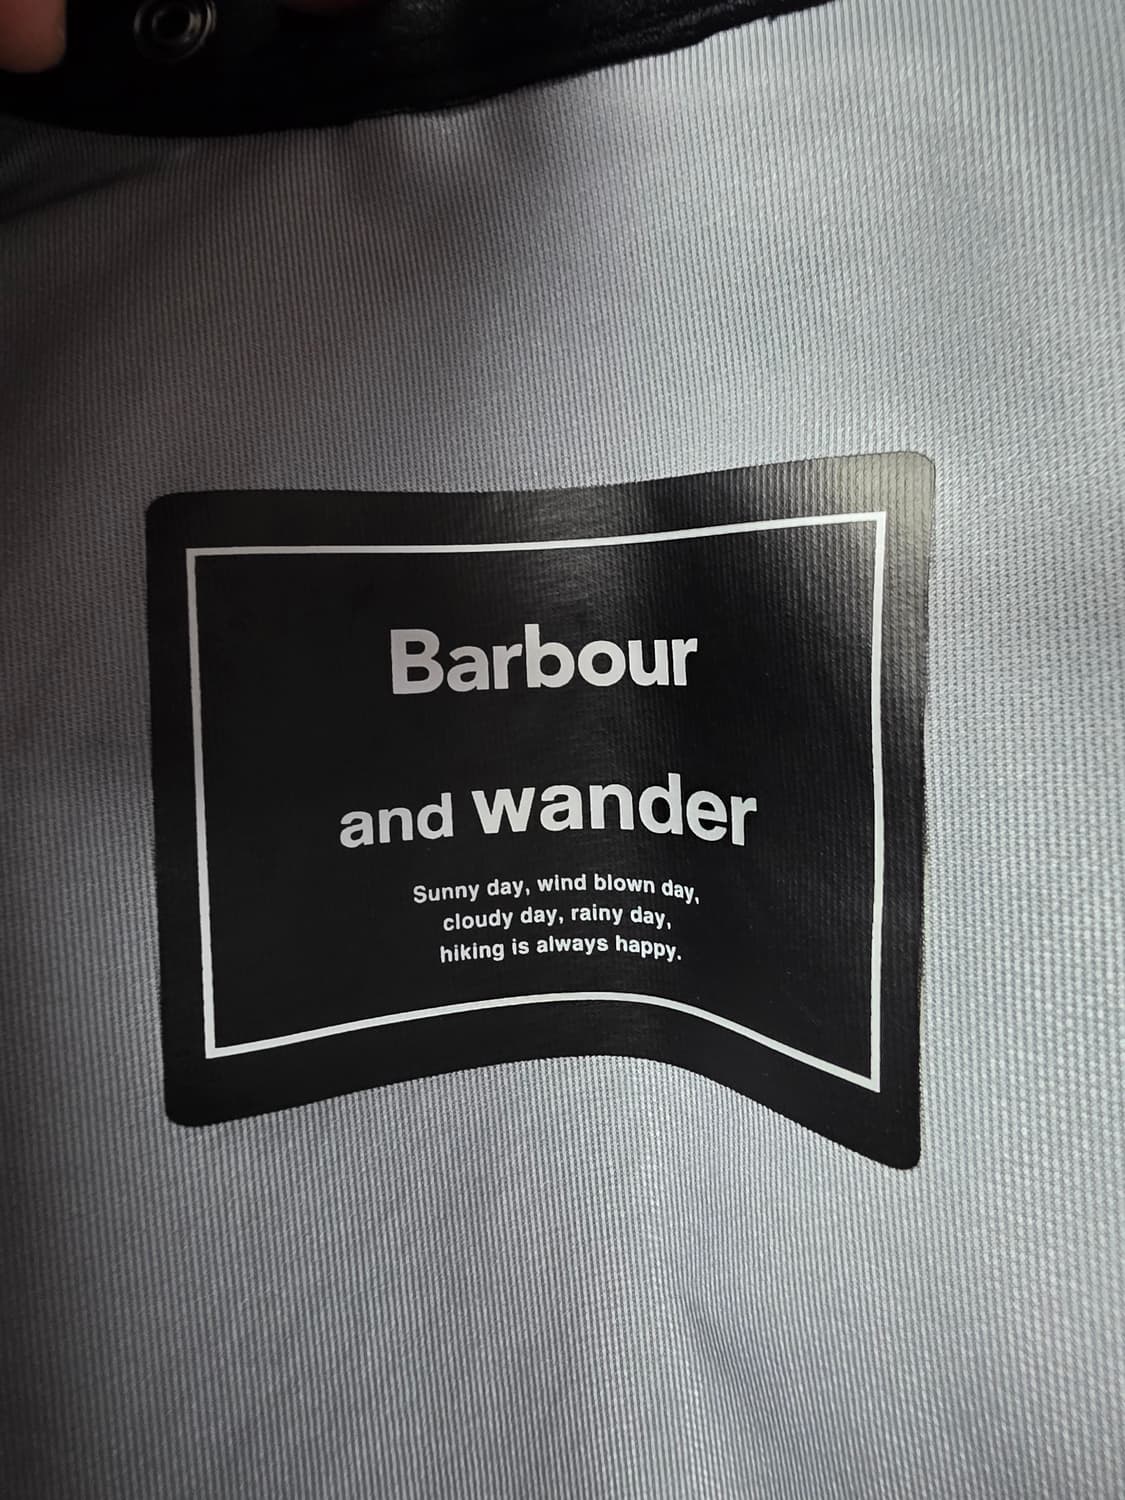 Barbour
and wander
Sunny day, wind blown day,
cloudy day, rainy day,
hiking is always happy.